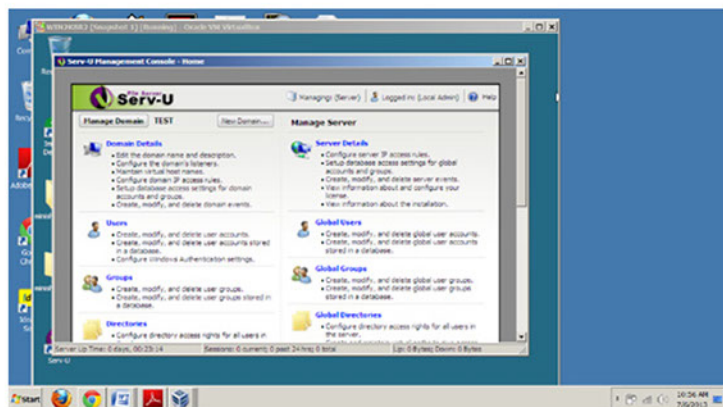 WINCHOSE2 [Snapshot 1] [Running] - Oracle VM VirtualBox
Serv-U Management Console - Home
File Server
Serv-U
Managing: (Server)
Logged in: (Local Admin)
Help
Manage Domain TEST New Domain...
Domain Details
Edit the domain name and description.
Configure the domain's listeners.
Maintain virtual host names.
Configure domain IP access rules.
Setup database access settings for domain
accounts and groups.
Create, modify, and delete domain events.
Users
Create, modify, and delete user accounts.
Create, modify, and delete user accounts stored
in a database.
Configure Windows Authentication settings.
Groups
Create, modify, and delete user groups.
Create, modify, and delete user groups stored in
a database.
Directories
Configure directory access rights for all users in
Manage Server
Server Details
Configure server IP access rules.
Setup database access settings for global
accounts and groups.
Create, modify, and delete server events.
View information about and configure your
license.
View information about the installation.
Global Users
Create, modify, and delete global user accounts.
Create, modify, and delete global user accounts
stored in a database.
Global Groups
Create, modify, and delete global user groups.
Create, modify, and delete global user groups
stored in a database.
Global Directories
Configure directory access rights for all users in
the server.
Server Up Time: 0 days, 00:23:14
Sessions: 0 current; 0 past 24 hrs; 0 total
Up: 0 Bytes; Down: 0 Bytes
Serv-U
Start
10:56 AM
7/6/2013